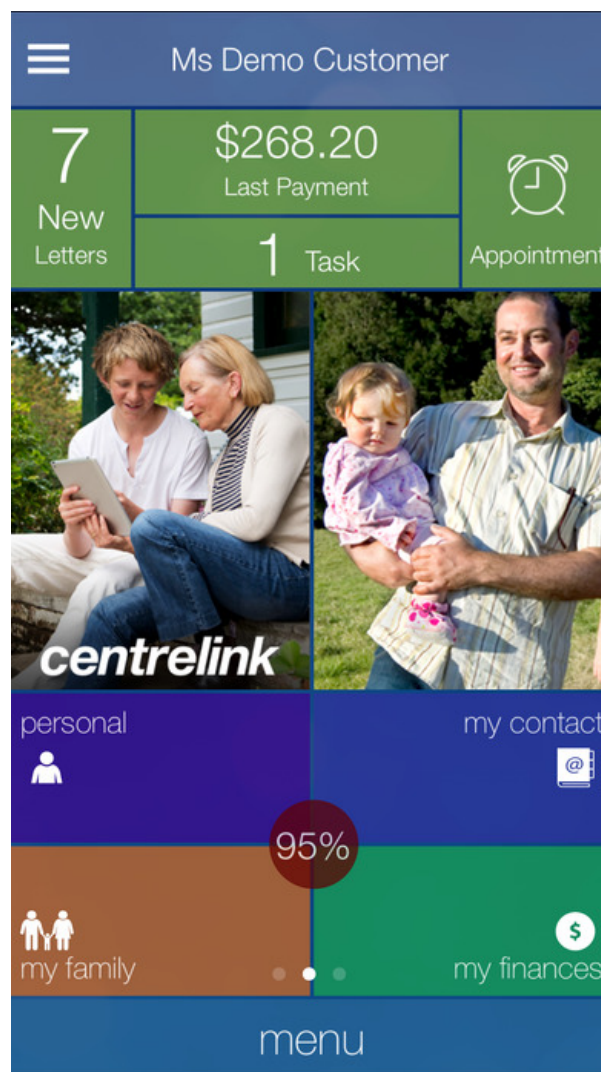 Ms Demo Customer
7
New
Letters
$268.20
Last Payment
1 Task
Appointment
centrelink
personal
my contact
@
95%
$
my family
my finances
menu